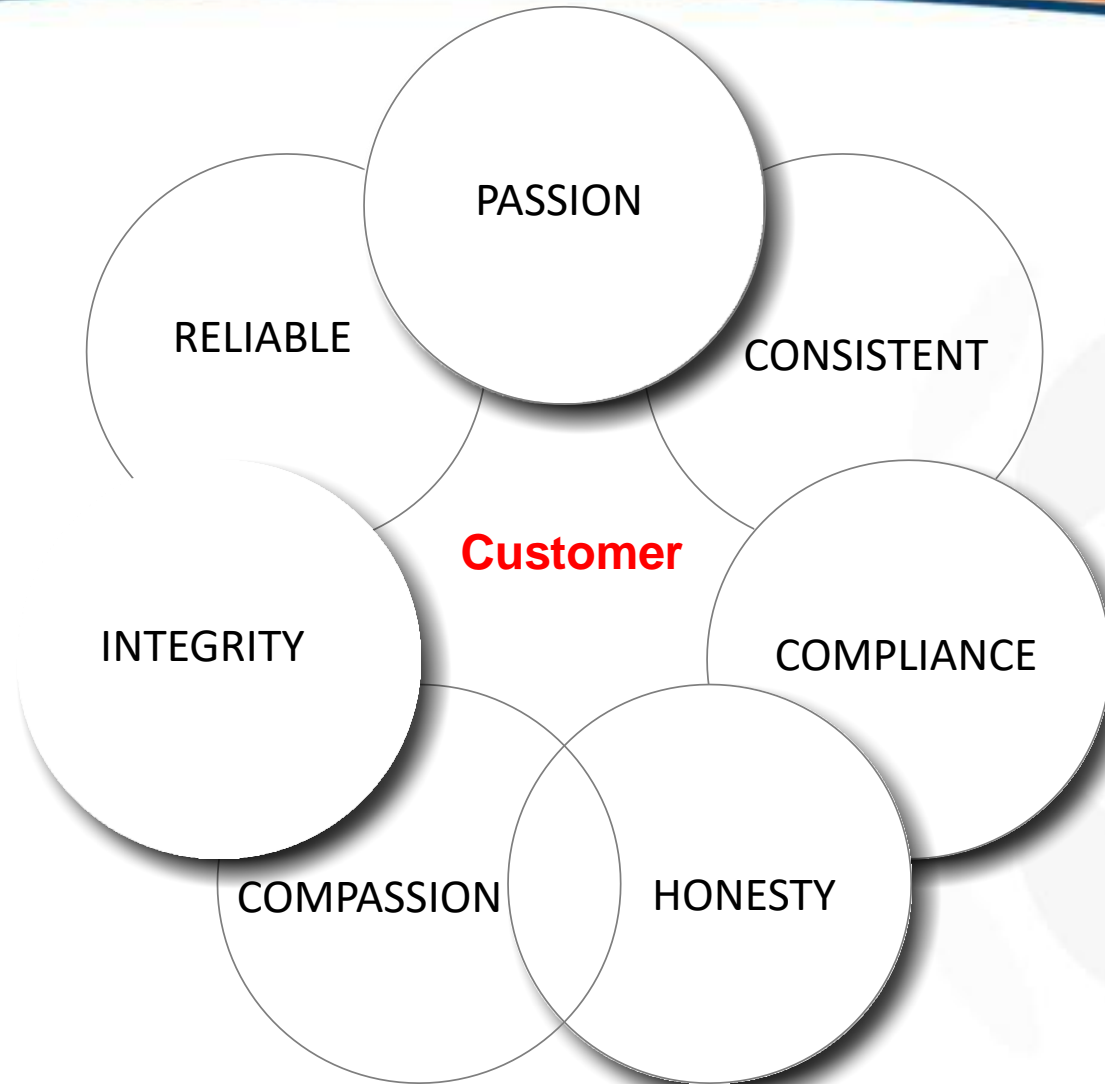 PASSION
RELIABLE
CONSISTENT
Customer
INTEGRITY
COMPLIANCE
COMPASSION
HONESTY